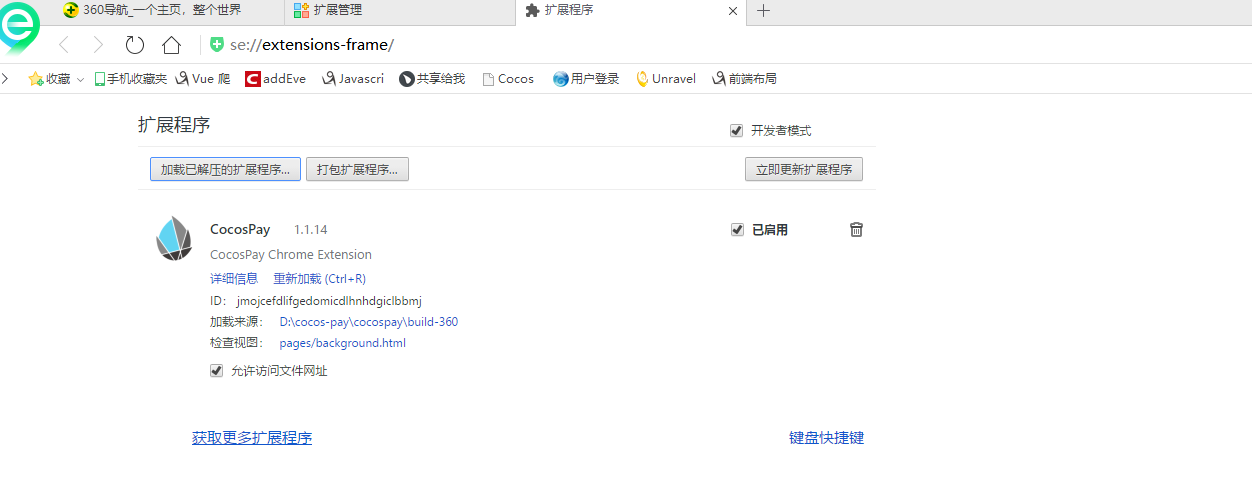 360导航_一个主页，整个世界 扩展管理 扩展程序
se://extensions-frame/
收藏 手机收藏夹 Vue 爬 addEve Javascri 共享给我 Cocos 用户登录 Unravel 前端布局
扩展程序 开发者模式
加载已解压的扩展程序... 打包扩展程序... 立即更新扩展程序
CocosPay 1.1.14 已启用
CocosPay Chrome Extension
详细信息 重新加载 (Ctrl+R)
ID： jmojcefdlifgedomicdlhnhdgiclbbmj
加载来源： D:\cocos-pay\cocospay\build-360
检查视图： pages/background.html
允许访问文件网址
获取更多扩展程序 键盘快捷键